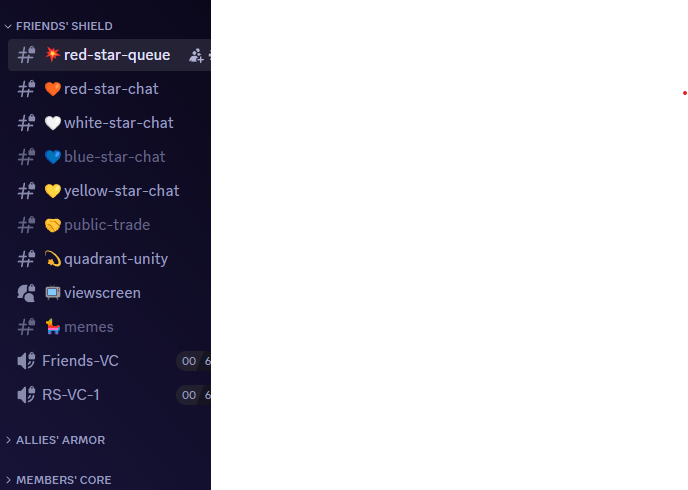 FRIENDS' SHIELD
💥red-star-queue
🧡red-star-chat
🤍white-star-chat
💙blue-star-chat
💛yellow-star-chat
🤝public-trade
💫quadrant-unity
📺viewscreen
🪅memes
Friends-VC 00 6
RS-VC-1 00 6
ALLIES' ARMOR
MEMBERS' CORE